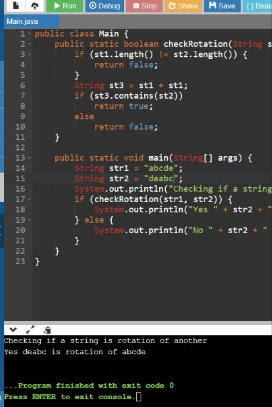 Run Debug Stop Share Save {} Beau
Main.java
1 public class Main {
2 public static boolean checkRotation(String s
3 if (st1.length() != st2.length()) {
4 return false;
5 }
6 String st3 = st1 + st1;
7 if (st3.contains(st2))
8 return true;
9 else
10 return false;
11 }
12
13 public static void main(String[] args) {
14 String str1 = "abcde";
15 String str2 = "deabc";
16 System.out.println("Checking if a string
17 if (checkRotation(str1, str2)) {
18 System.out.println("Yes " + str2 + "
19 } else {
20 System.out.println("No " + str2 + "
21 }
22 }
23 }
Checking if a string is rotation of another
Yes deabc is rotation of abcde
...Program finished with exit code 0
Press ENTER to exit console.